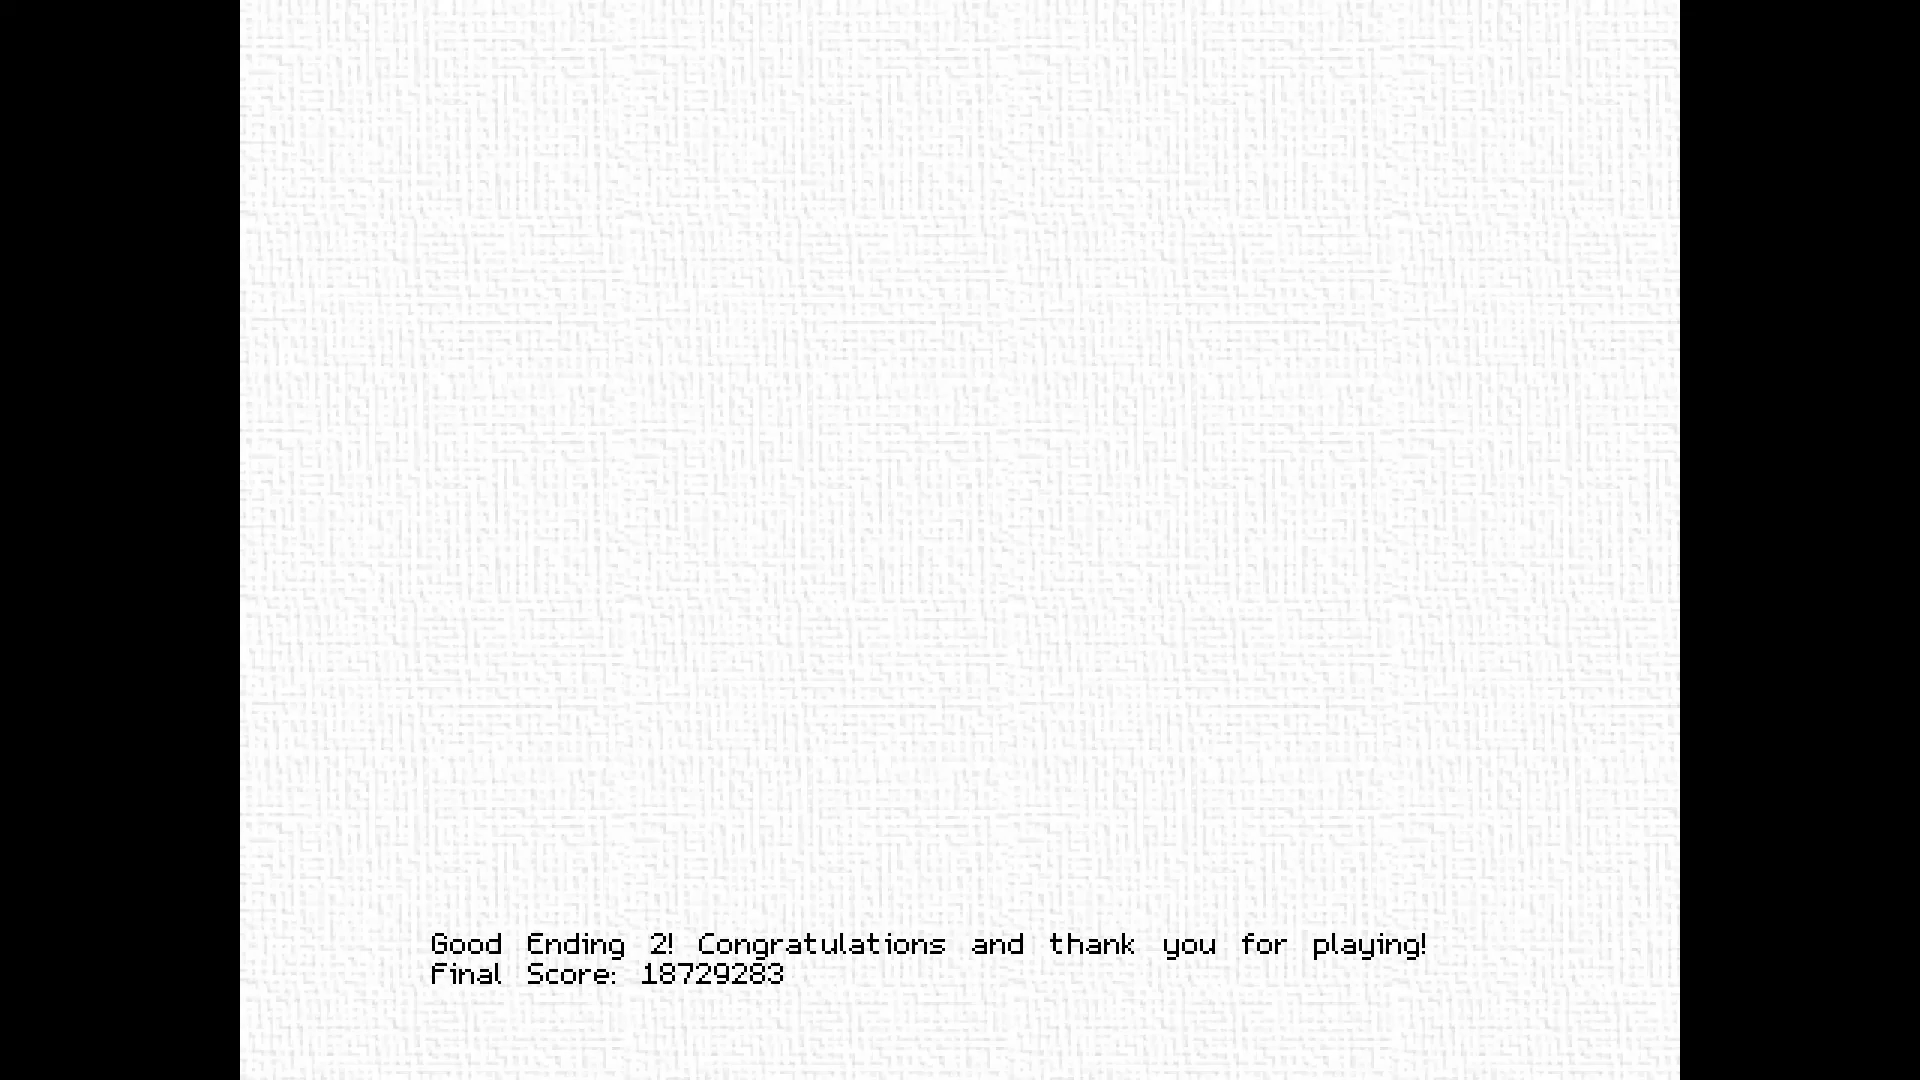 Good Ending 2! Congratulations and thank you for playing!
Final Score: 18729283